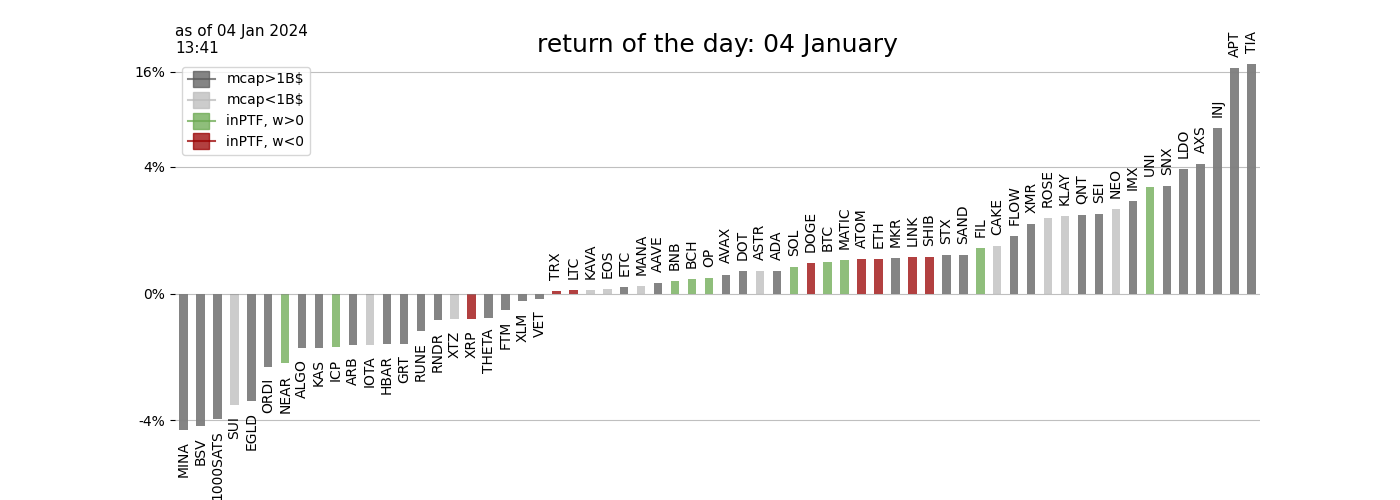 as of 04 Jan 2024
13:41
return of the day: 04 January
16%
4%
0%
-4%
mcap>1B$
mcap<1B$
inPTF, w>0
inPTF, w<0
MINA
BSV
1000SATS
SUI
EGLD
ORDI
NEAR
ALGO
KAS
ICP
ARB
IOTA
HBAR
GRT
RUNE
RNDR
XTZ
XRP
THETA
FTM
XLM
VET
TRX
LTC
KAVA
EOS
ETC
MANA
AAVE
BNB
BCH
OP
AVAX
DOT
ASTR
ADA
SOL
DOGE
BTC
MATIC
ATOM
ETH
MKR
LINK
SHIB
STX
SAND
FIL
CAKE
FLOW
XMR
ROSE
KLAY
QNT
SEI
NEO
IMX
UNI
SNX
LDO
AXS
INJ
APT
TIA